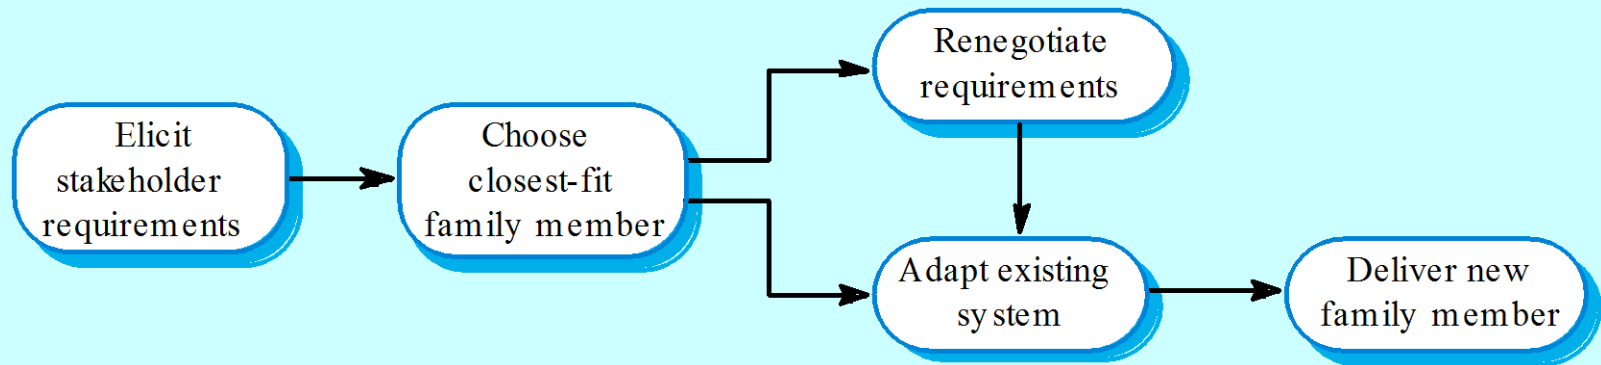 Elicit
stakeholder
requirements
Choose
closest-fit
family member
Renegotiate
requirements
Adapt existing
system
Deliver new
family member